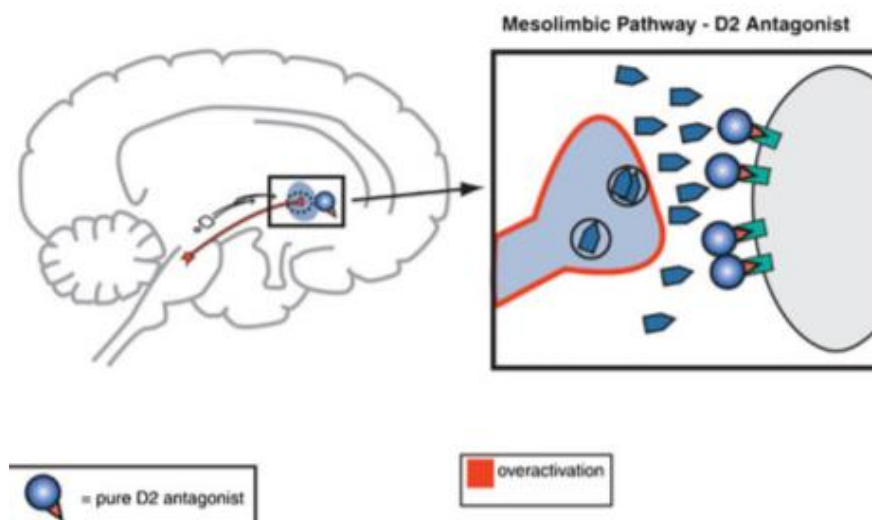 Mesolimbic Pathway - D2 Antagonist
= pure D2 antagonist
overactivation